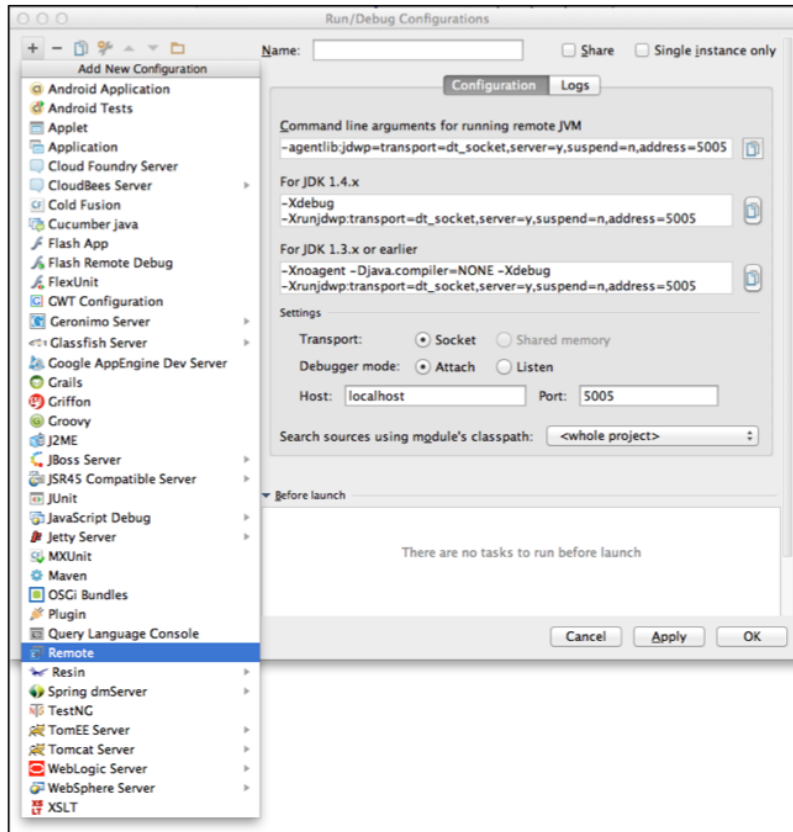 Run/Debug Configurations
Add New Configuration
Android Application
Android Tests
Applet
Application
Cloud Foundry Server
CloudBees Server
Cold Fusion
Cucumber java
Flash App
Flash Remote Debug
FlexUnit
GWT Configuration
Geronimo Server
Glassfish Server
Google AppEngine Dev Server
Grails
Griffon
Groovy
J2ME
JBoss Server
JSR45 Compatible Server
JUnit
JavaScript Debug
Jetty Server
MXUnit
Maven
OSGi Bundles
Plugin
Query Language Console
Remote
Resin
Spring dmServer
TestNG
TomEE Server
Tomcat Server
WebLogic Server
WebSphere Server
XSLT
Name: Share Single instance only
Configuration Logs
Command line arguments for running remote JVM
-agentlib:jdwp=transport=dt_socket,server=y,suspend=n,address=5005
For JDK 1.4.x
-Xdebug
-Xrunjdwp:transport=dt_socket,server=y,suspend=n,address=5005
For JDK 1.3.x or earlier
-Xnoagent -Djava.compiler=NONE -Xdebug
-Xrunjdwp:transport=dt_socket,server=y,suspend=n,address=5005
Settings
Transport: Socket Shared memory
Debugger mode: Attach Listen
Host: localhost Port: 5005
Search sources using module's classpath: <whole project>
Before launch
There are no tasks to run before launch
Cancel Apply OK